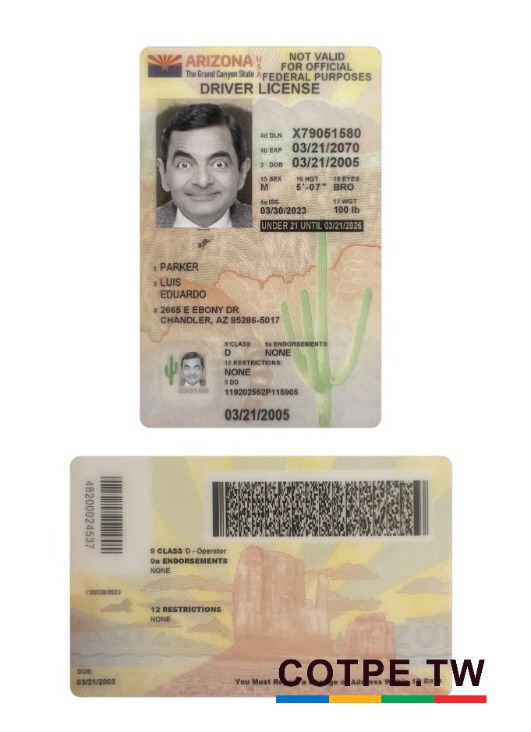 ARIZONA USA
The Grand Canyon State
NOT VALID
FOR OFFICIAL
FEDERAL PURPOSES
DRIVER LICENSE
4d DLN X79051580
4b EXP 03/21/2070
3 DOB 03/21/2005
15 SEX 16 HGT 18 EYES
M 5'-07" BRO
4a ISS 17 WGT
03/30/2023 100 lb
UNDER 21 UNTIL 03/21/2026
1 PARKER
2 LUIS
EDUARDO
8 2665 E EBONY DR
CHANDLER, AZ 85286-5017
9 CLASS 9a ENDORSEMENTS
D NONE
12 RESTRICTIONS:
NONE
5 DD
119202552P115905
03/21/2005
48200024537
9 CLASS D - Operator
9a ENDORSEMENTS
NONE
02/28/2023
12 RESTRICTIONS
NONE
DOB:
03/21/2005
You Must of Address
COTPE.TW